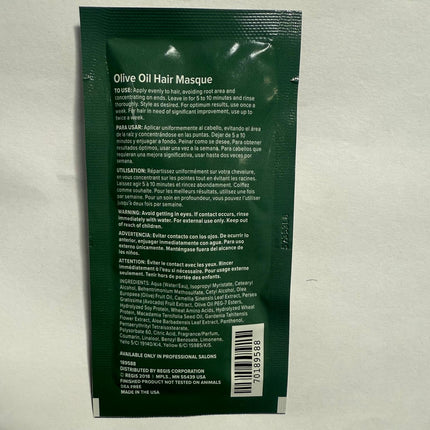 Olive Oil Hair Masque
TO USE: Apply evenly to hair, avoiding root area and
concentrating on ends. Leave in for 5 to 10 minutes and rinse
thoroughly. Style as desired. For optimum results, use once a
week. For hair in need of significant improvement, use up to
twice a week.
PARA USAR: Aplicar uniformemente al cabello, evitando el área
de la raíz y concentrándose en las puntas. Dejar de 5 a 10
minutos y enjuagar a fondo. Peinar como se desee. Para obtener
resultados óptimos, usar una vez a la semana. Para cabellos que
requieran una mejora significativa, usar hasta dos veces por
semana.
UTILISATION: Répartissez uniformément sur votre chevelure,
en vous concentrant sur les pointes tout en évitant les racines.
Laissez agir 5 à 10 minutes et rincez abondamment. Coiffez
comme souhaité. Pour les meilleurs résultats, utilisez une fois
par semaine. Pour un soin en profondeur, vous pouvez l'utiliser
jusqu'à deux fois par semaine.
WARNING: Avoid getting in eyes. If contact occurs, rinse
immediately with water. For external use only. Keep out
of reach of children.
ADVERTENCIA: Evitar contacto con los ojos. De ocurrir lo
anterior, enjuagar inmediatamente con agua. Para uso
externo únicamente. Manténgase fuera del alcance de
los niños.
ATTENTION: Éviter le contact avec les yeux. Rincer
immédiatement à l'eau si nécessaire. Pour usage externe
seulement. Tenir hors de portée des enfants.
INGREDIENTS: Aqua (Water/Eau), Isopropyl Myristate, Cetearyl
Alcohol, Behentrimonium Methosulfate, Cetyl Alcohol, Olea
Europaea (Olive) Fruit Oil, Camellia Sinensis Leaf Extract, Persea
Gratissima (Avocado) Fruit Extract, Olive Oil PEG-7 Esters,
Hydrolyzed Soy Protein, Wheat Amino Acids, Hydrolyzed Wheat
Protein, Macadamia Ternifolia Seed Oil, Gardenia Tahitensis
Flower Extract, Aloe Barbadensis Leaf Extract, Panthenol,
Pentaerythrityl Tetraisostearate,
Polysorbate 60, Citric Acid, Fragrance/Parfum,
Coumarin, Linalool, Benzyl Benzoate, Limonene,
Yellow 5/CI 19140/K/4, Yellow 6/CI 15985/K/5.
AVAILABLE ONLY IN PROFESSIONAL SALONS
189588
DISTRIBUTED BY REGIS CORPORATION
© REGIS 2018 | MPLS., MN 55439 USA
FINISHED PRODUCT NOT TESTED ON ANIMALS
MADE IN THE USA
70189588